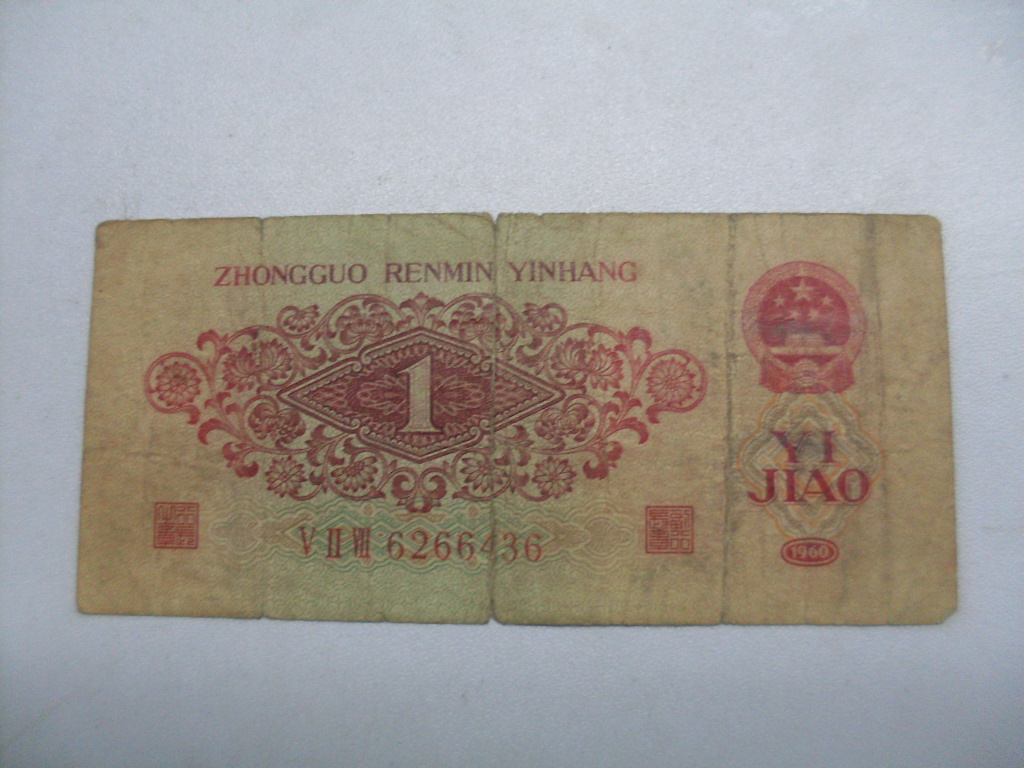 ZHONGGUO RENMIN YINHANG
1
YI
JIAO
V II VIII 6266436
1960